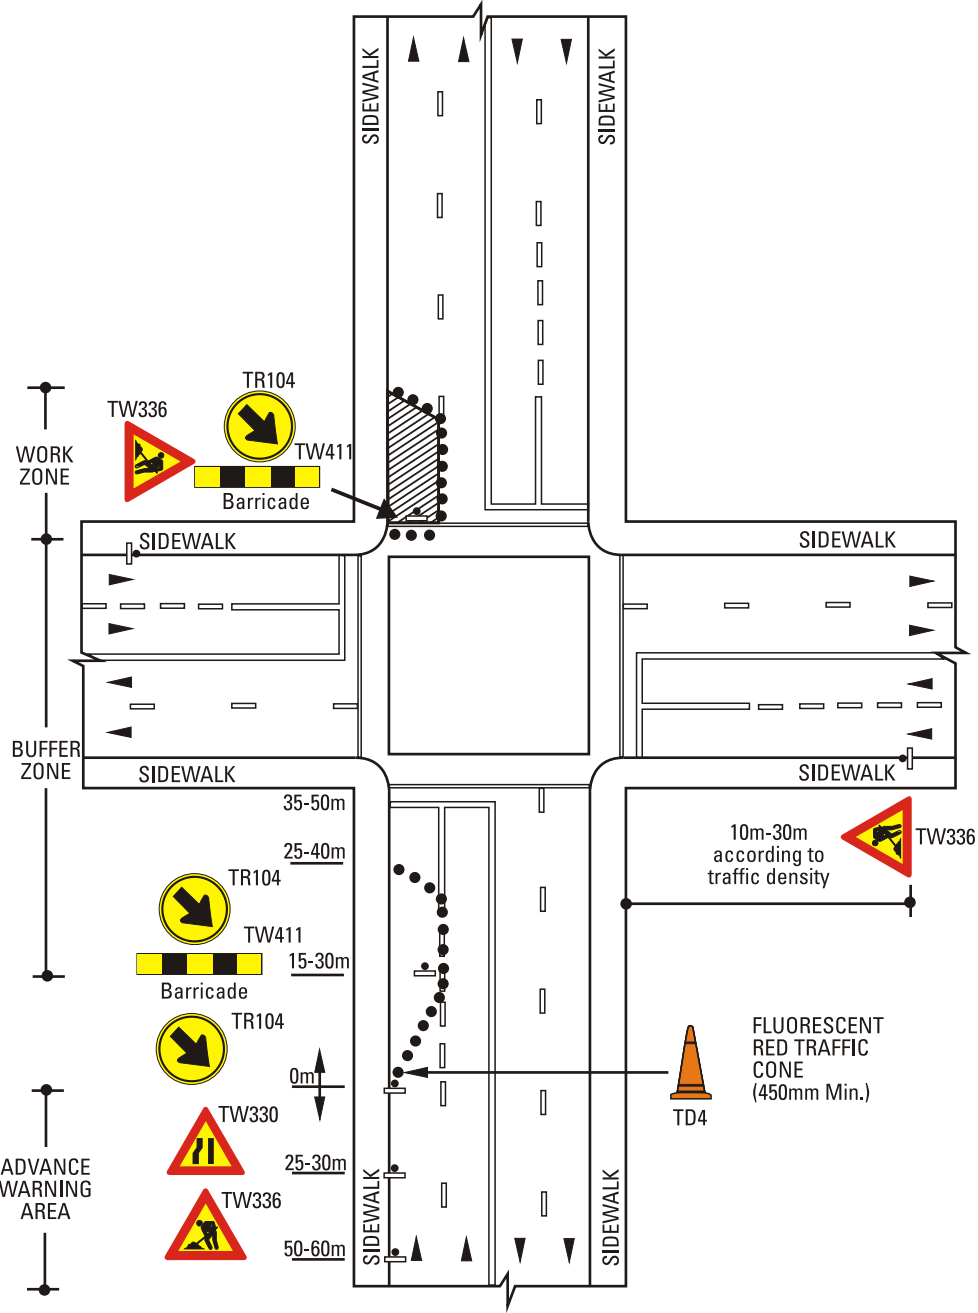 SIDEWALK
SIDEWALK
TR104
TW336
TW411
Barricade
WORK
ZONE
SIDEWALK
SIDEWALK
BUFFER
ZONE
SIDEWALK
SIDEWALK
35-50m
25-40m
10m-30m
according to
traffic density
TW336
TR104
TW411
15-30m
Barricade
TR104
0m
FLUORESCENT
RED TRAFFIC
CONE
(450mm Min.)
TD4
TW330
25-30m
ADVANCE
WARNING
AREA
TW336
50-60m
SIDEWALK
SIDEWALK